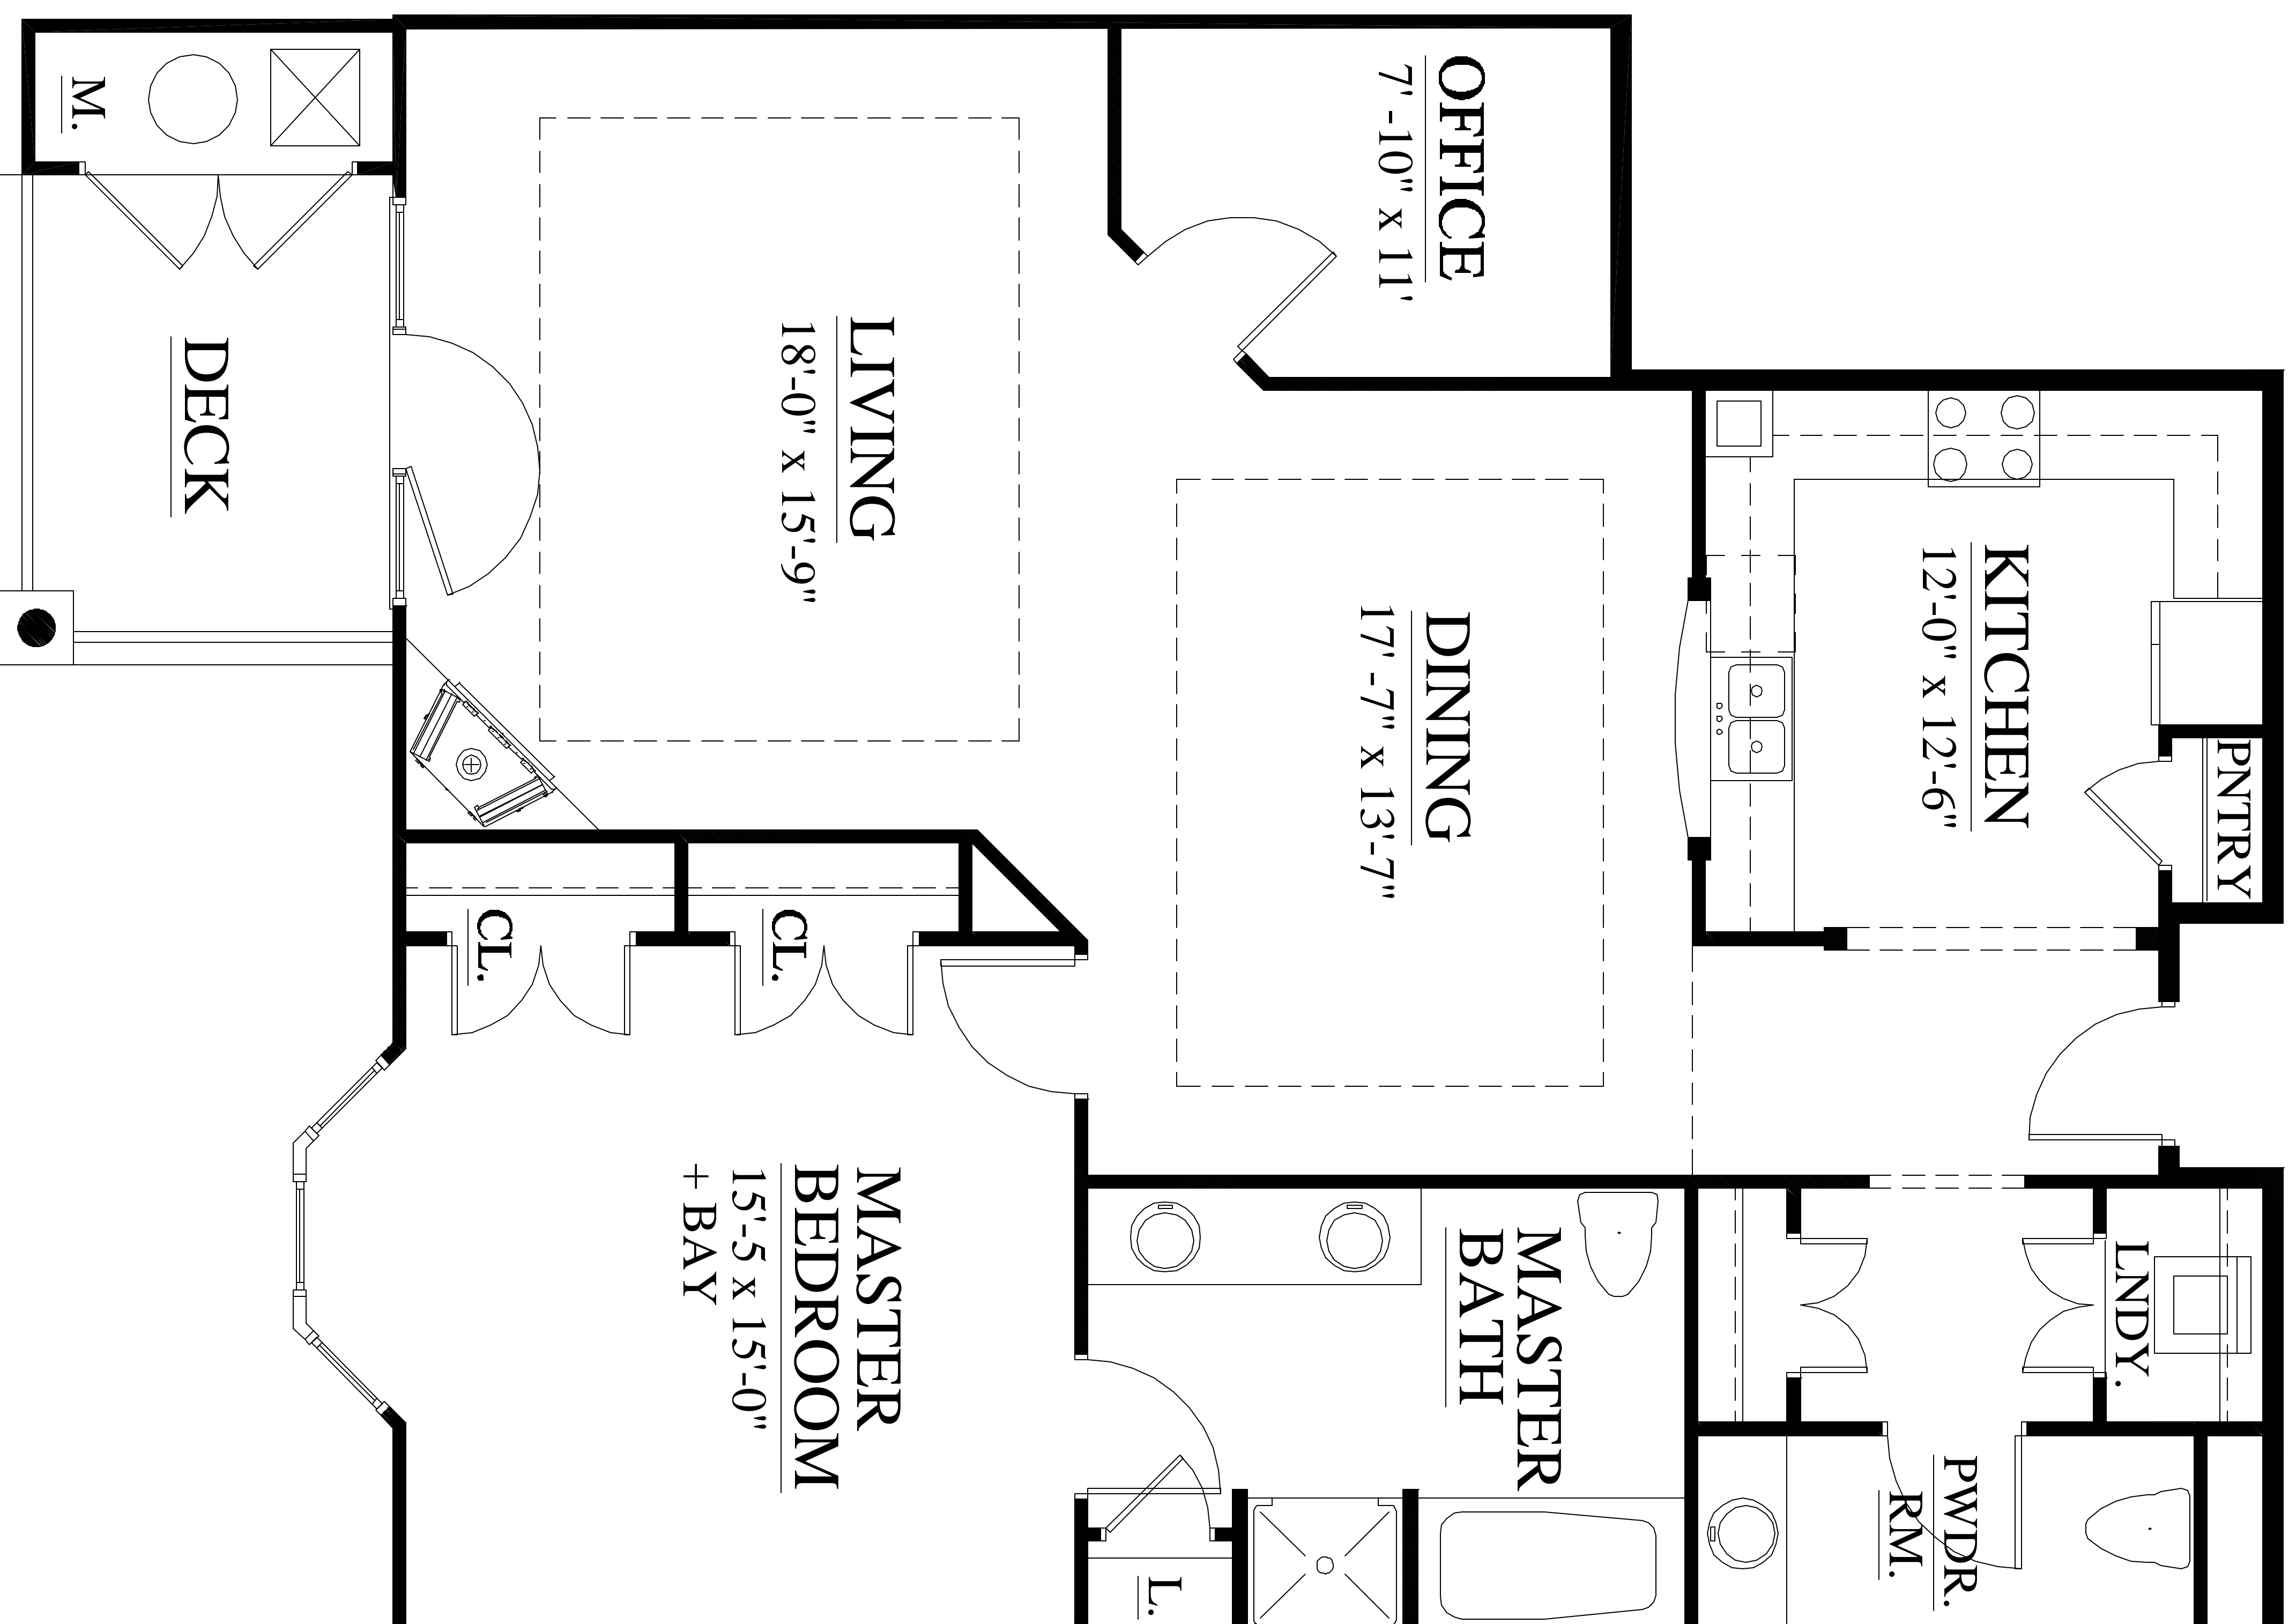 OFFICE
7'-10" x 11'
KITCHEN
12'-0" x 12'-6"
PNTRY
LIVING
18'-0" x 15'-9"
DINING
17'-7" x 13'-7"
M.
DECK
CL.
CL.
MASTER
BEDROOM
15'-5 x 15'-0"
+ BAY
MASTER
BATH
LNDY.
PWDR.
RM.
L.